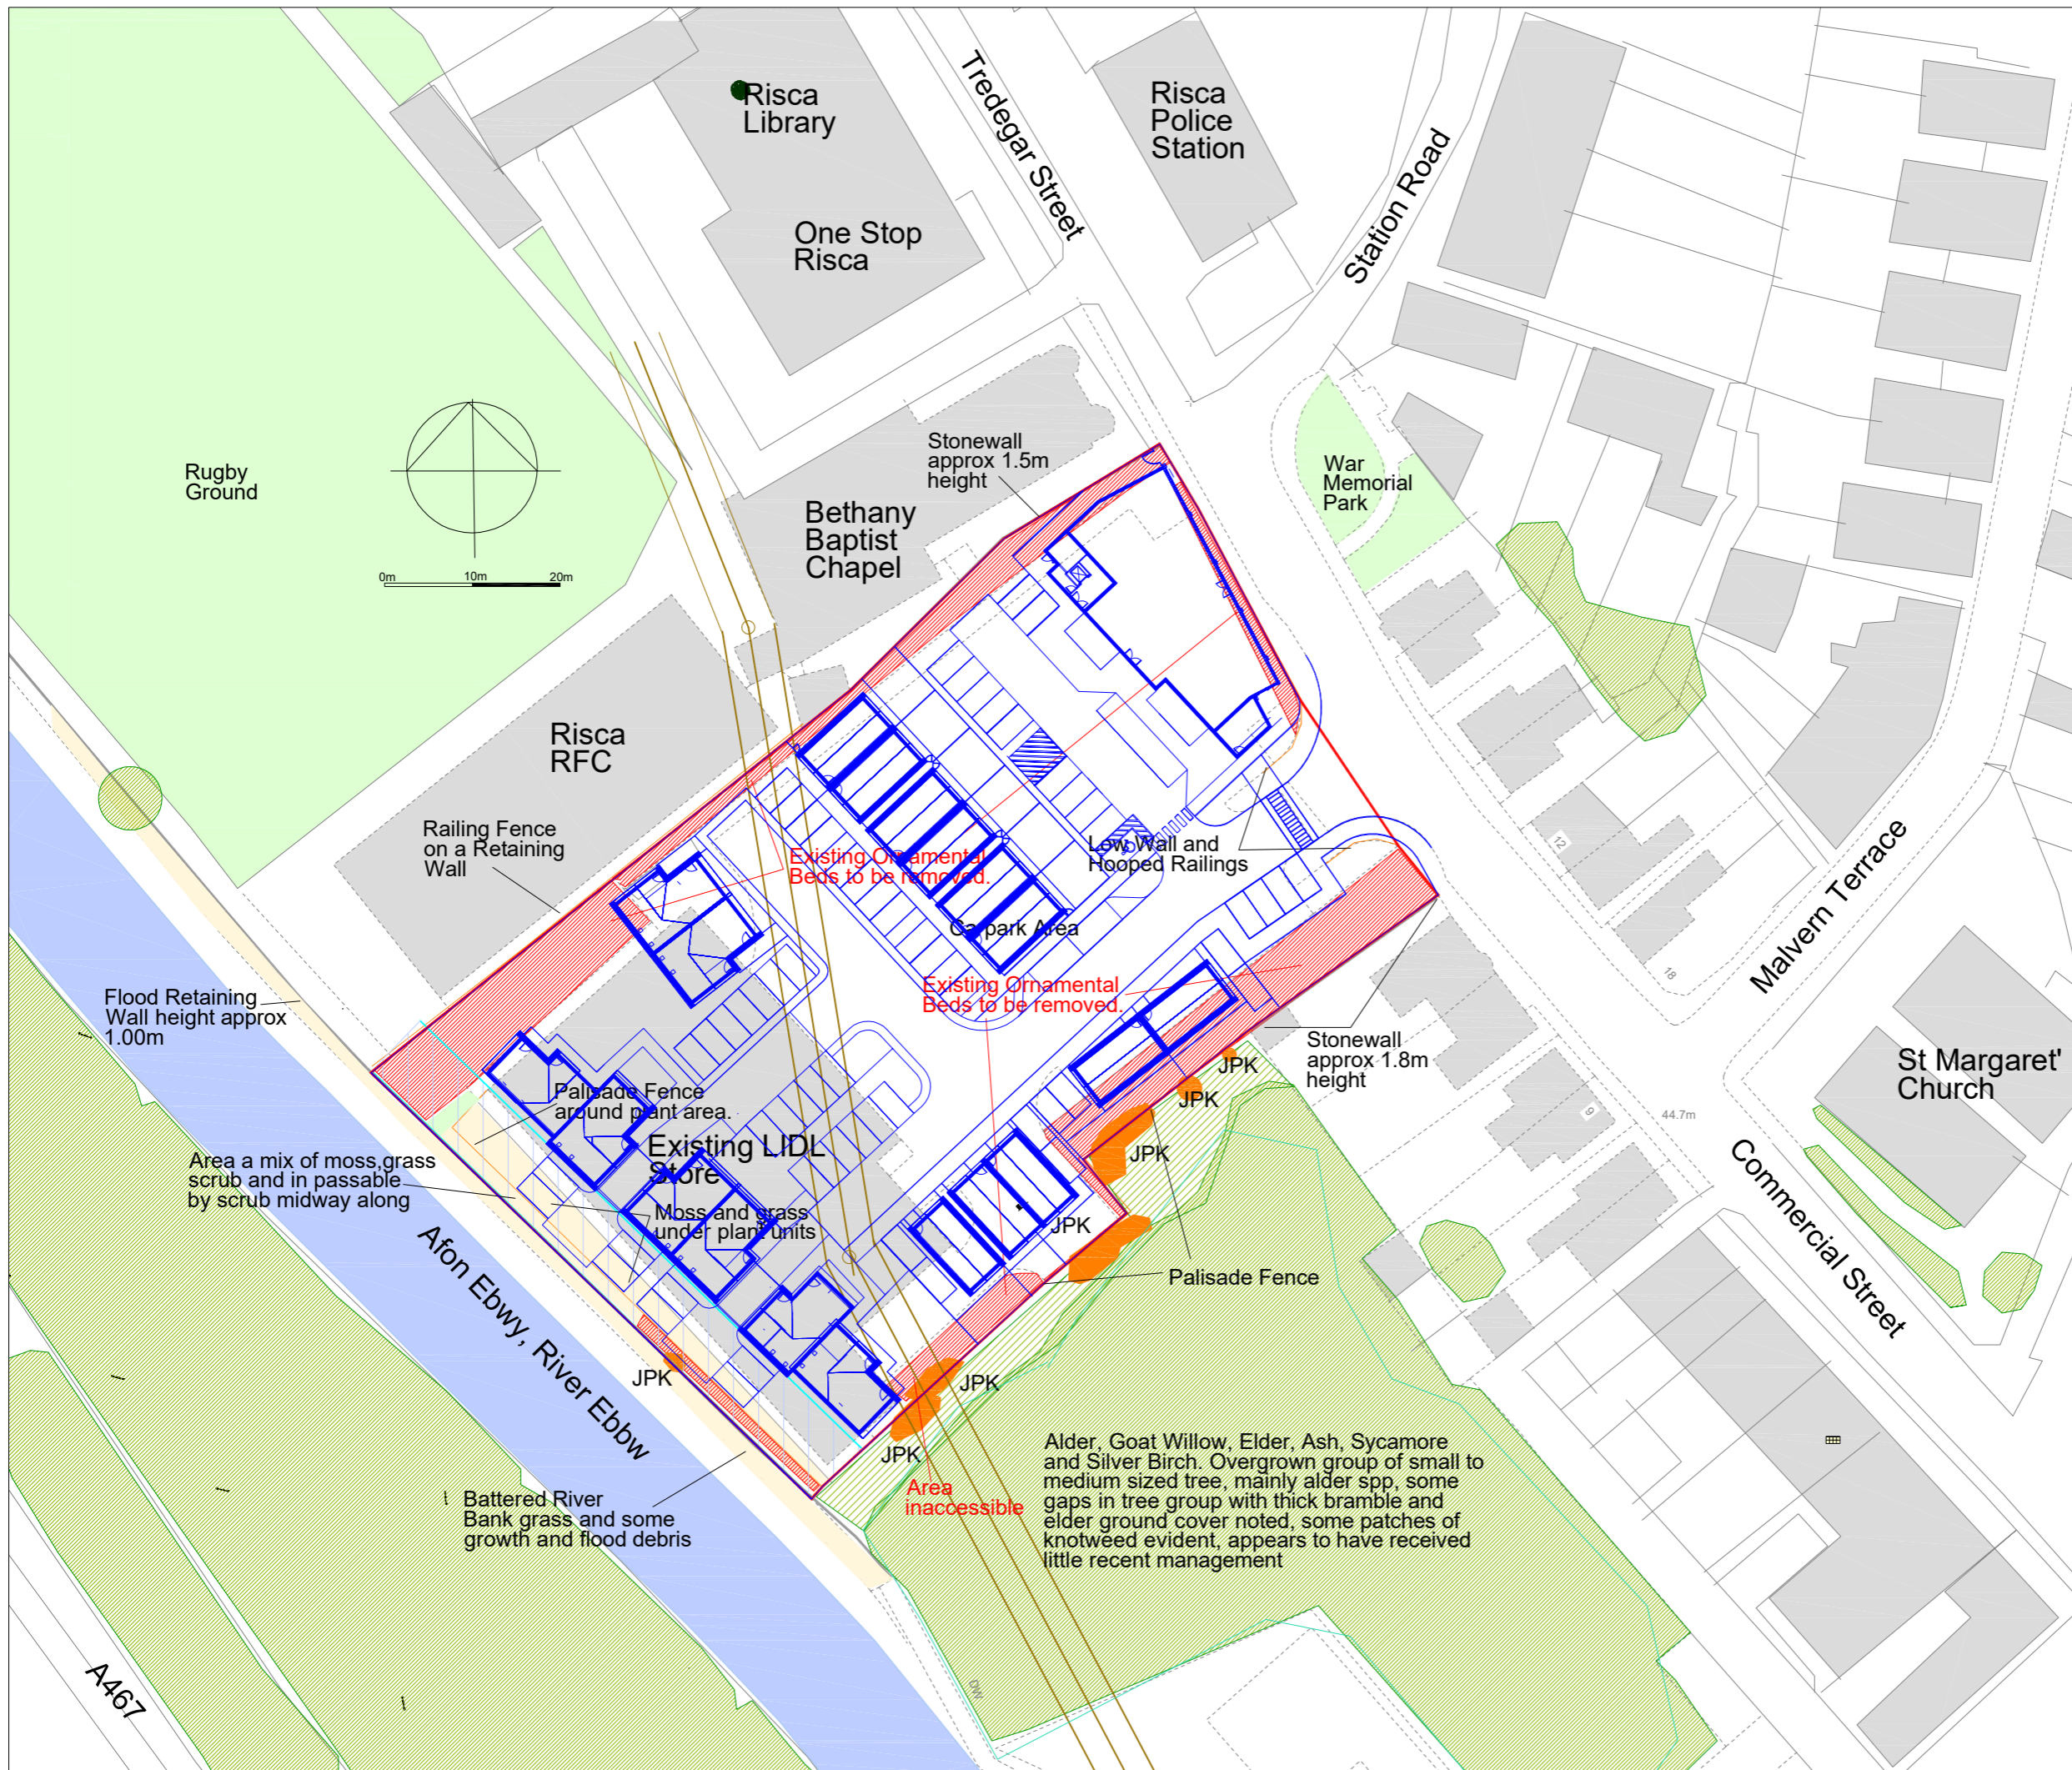 Risca
Library
Tredegar Street
Risca
Police
Station
Station Road
One Stop
Risca
Rugby
Ground
0m
10m
20m
Stonewall
approx 1.5m
height
War
Memorial
Park
Bethany
Baptist
Chapel
Risca
RFC
Railing Fence
on a Retaining
Wall
Existing Ornamental
Beds to be removed.
Low Wall and
Hooped Railings
12
Malvern Terrace
Carpark Area
18
Existing Ornamental
Beds to be removed.
Flood Retaining
Wall height approx
1.00m
Stonewall
approx 1.8m
height
St Margaret'
Church
JPK
JPK
Palisade Fence
around plant area.
9
44.7m
Existing LIDL
Store
JPK
Area a mix of moss,grass
scrub and in passable
by scrub midway along
Moss and grass
under plant units
JPK
Commercial Street
Afon Ebwy, River Ebbw
Palisade Fence
JPK
JPK
JPK
Area
inaccessible
Alder, Goat Willow, Elder, Ash, Sycamore
and Silver Birch. Overgrown group of small to
medium sized tree, mainly alder spp, some
gaps in tree group with thick bramble and
elder ground cover noted, some patches of
knotweed evident, appears to have received
little recent management
Battered River
Bank grass and some
growth and flood debris
A467
DW